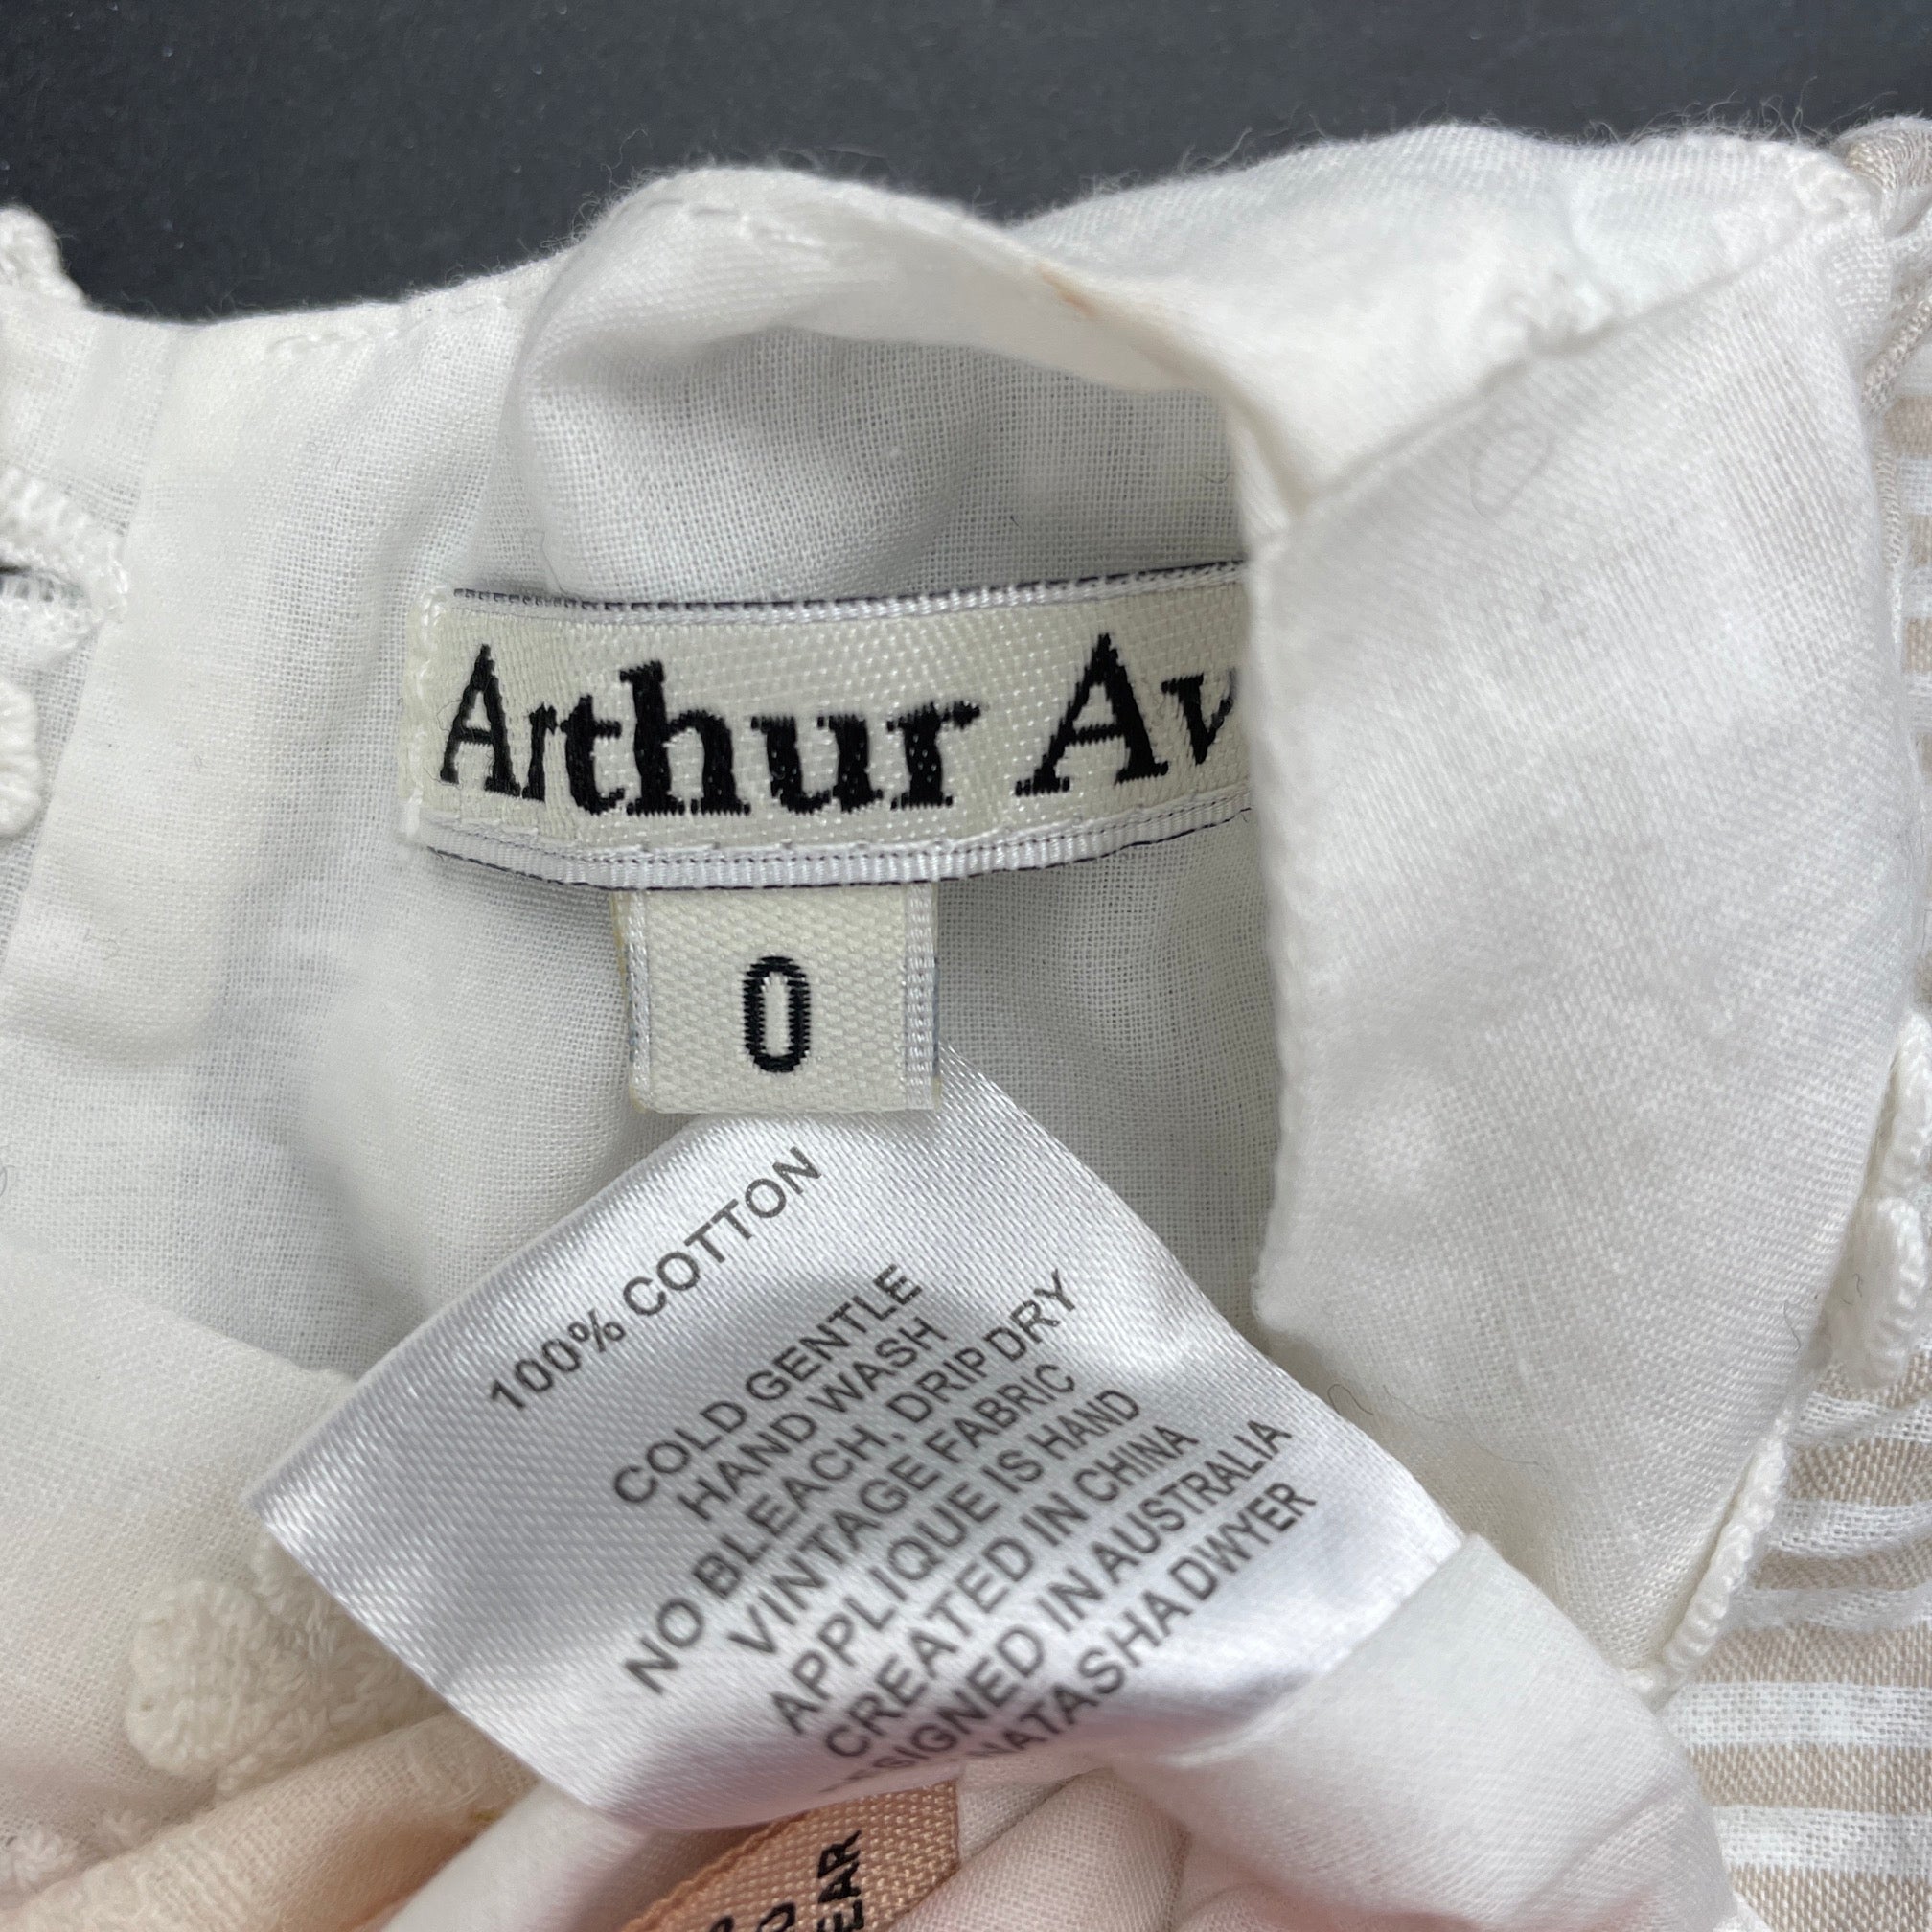 Arthur Av
0
100% COTTON
COLD GENTLE
HAND WASH
NO BLEACH, DRIP DRY
VINTAGE FABRIC
APPLIQUE IS HAND
CREATED IN CHINA
DESIGNED IN AUSTRALIA
NATASHA DWYER